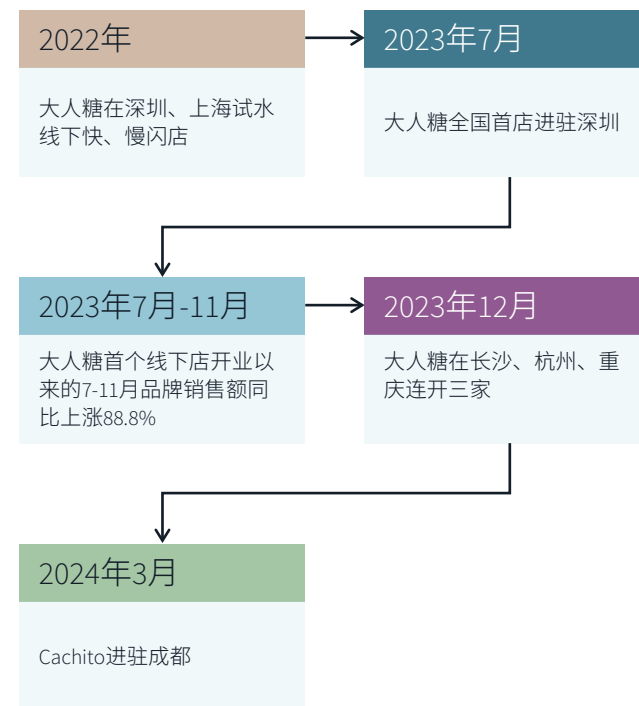 2022年
大人糖在深圳、上海试水
线下快、慢闪店
2023年7月
大人糖全国首店进驻深圳
2023年7月-11月
大人糖首个线下店开业以
来的7-11月品牌销售额同
比上涨88.8%
2023年12月
大人糖在长沙、杭州、重
庆连开三家
2024年3月
Cachito进驻成都